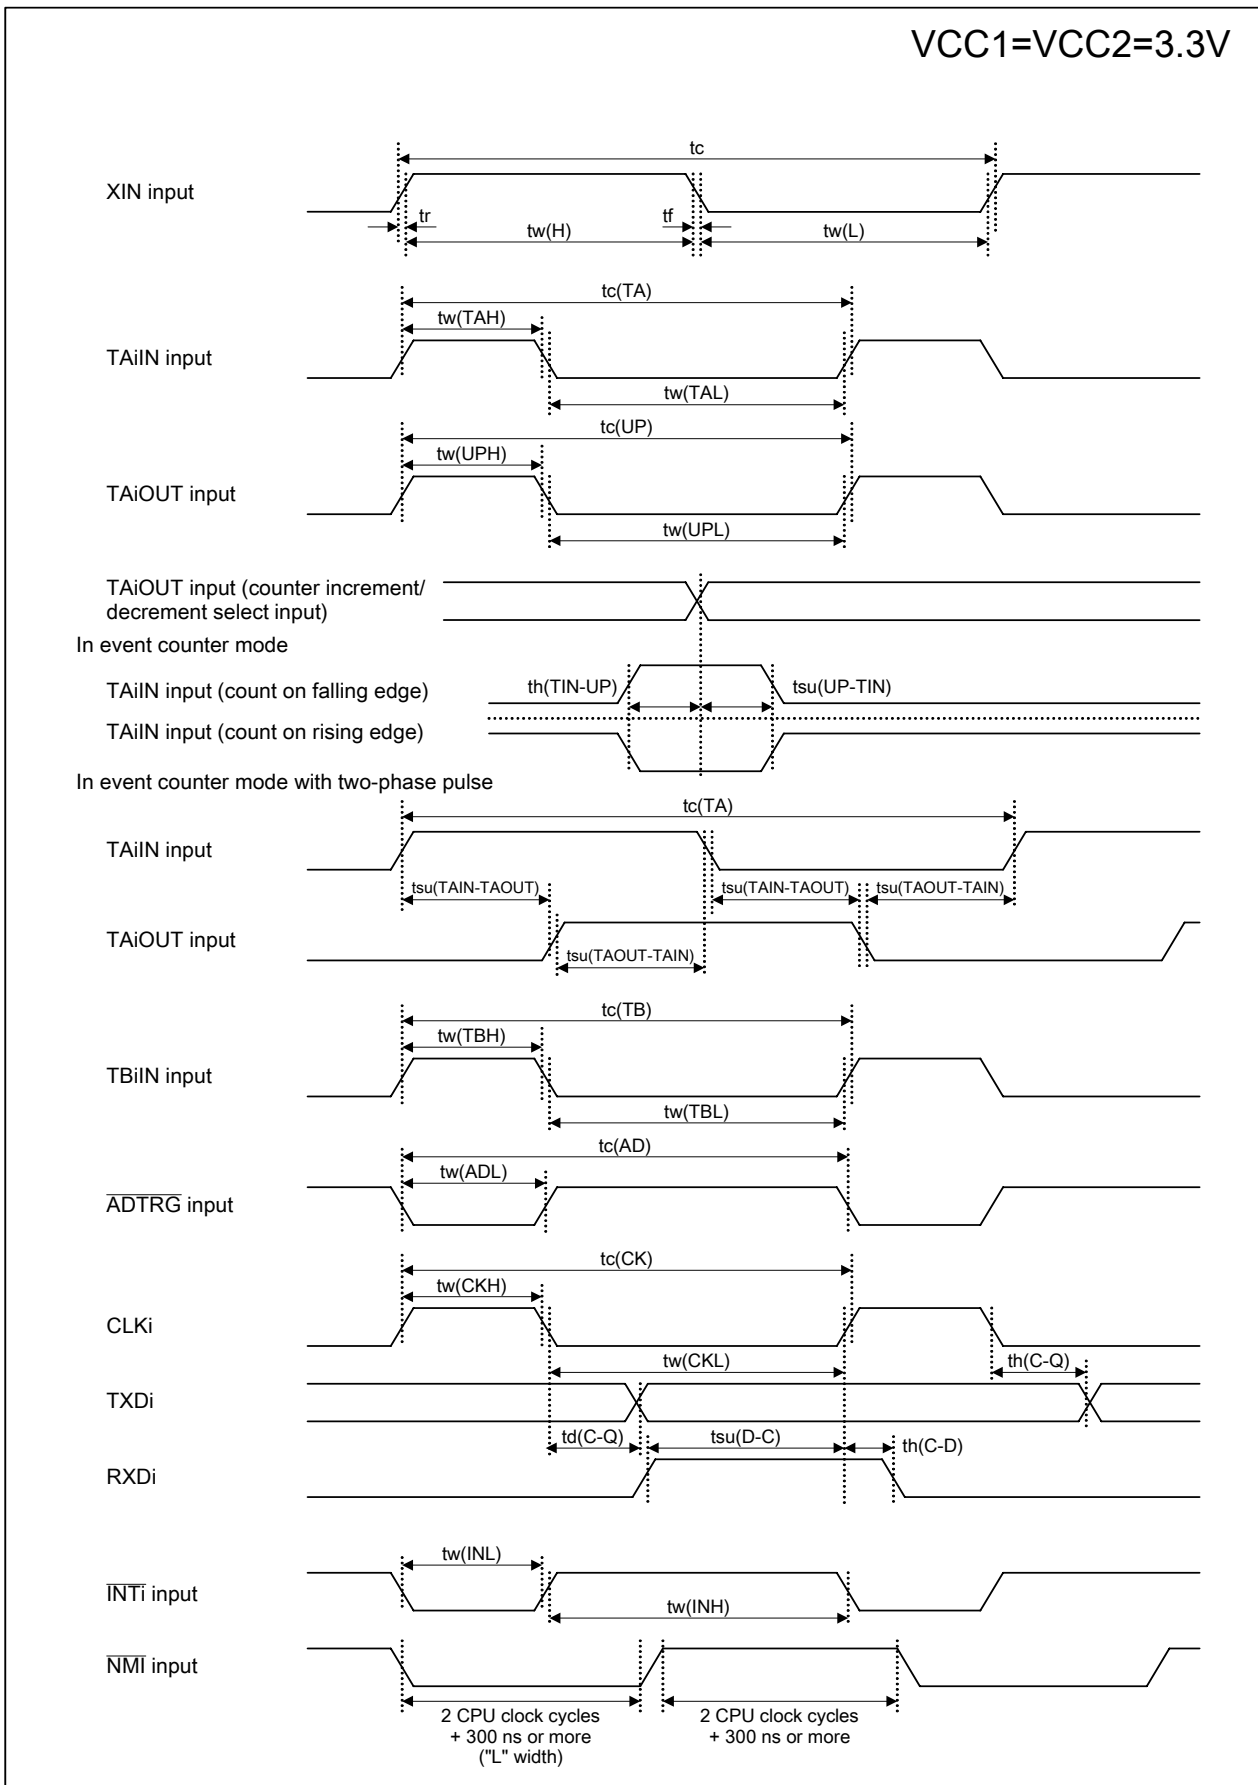 VCC1=VCC2=3.3V
tc
XIN input
tr
tf
tw(H)
tw(L)
tc(TA)
tw(TAH)
TAiIN input
tw(TAL)
tc(UP)
tw(UPH)
TAiOUT input
tw(UPL)
TAiOUT input (counter increment/
decrement select input)
In event counter mode
TAiIN input (count on falling edge)
th(TIN-UP)
tsu(UP-TIN)
TAiIN input (count on rising edge)
In event counter mode with two-phase pulse
tc(TA)
TAiIN input
tsu(TAIN-TAOUT)
tsu(TAIN-TAOUT)
tsu(TAOUT-TAIN)
TAiOUT input
tsu(TAOUT-TAIN)
tc(TB)
tw(TBH)
TBiIN input
tw(TBL)
tc(AD)
tw(ADL)
ADTRG input
tc(CK)
tw(CKH)
CLKi
tw(CKL)
th(C-Q)
TXDi
td(C-Q)
tsu(D-C)
th(C-D)
RXDi
tw(INL)
INTi input
tw(INH)
NMI input
2 CPU clock cycles
+ 300 ns or more
("L" width)
2 CPU clock cycles
+ 300 ns or more